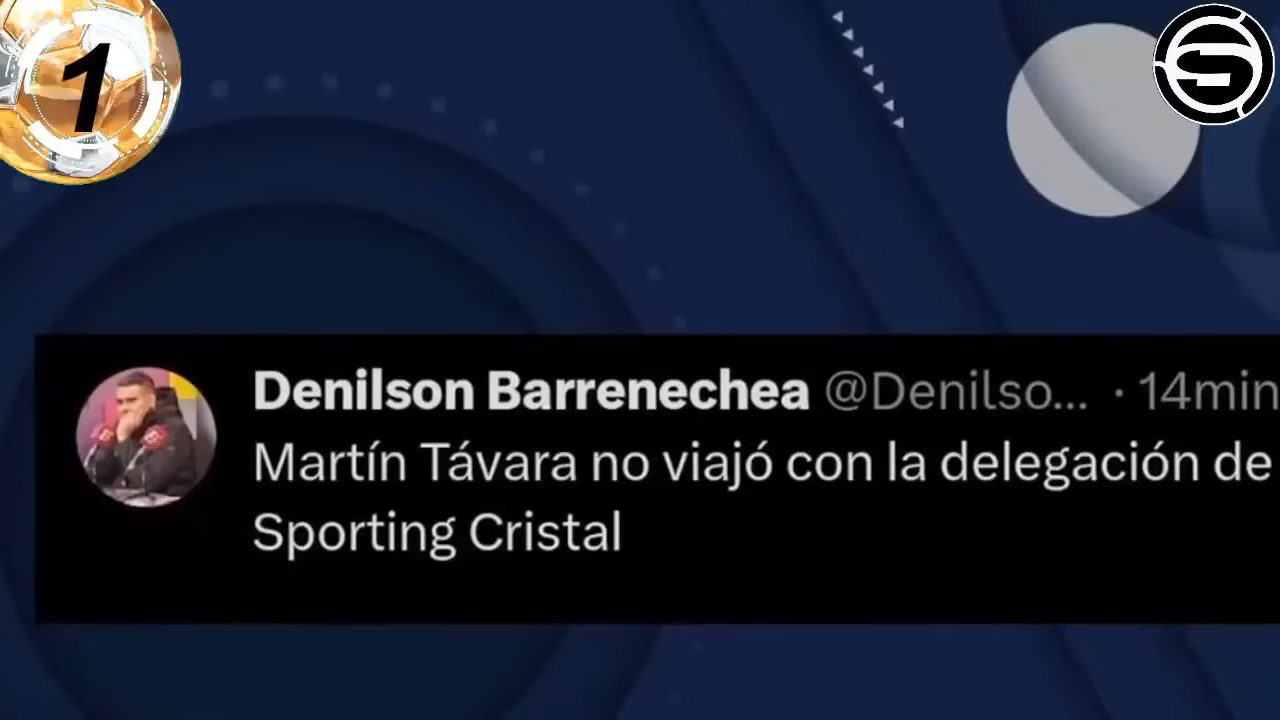 1
Denilson Barrenechea @Denilso... · 14min
Martín Távara no viajó con la delegación de
Sporting Cristal